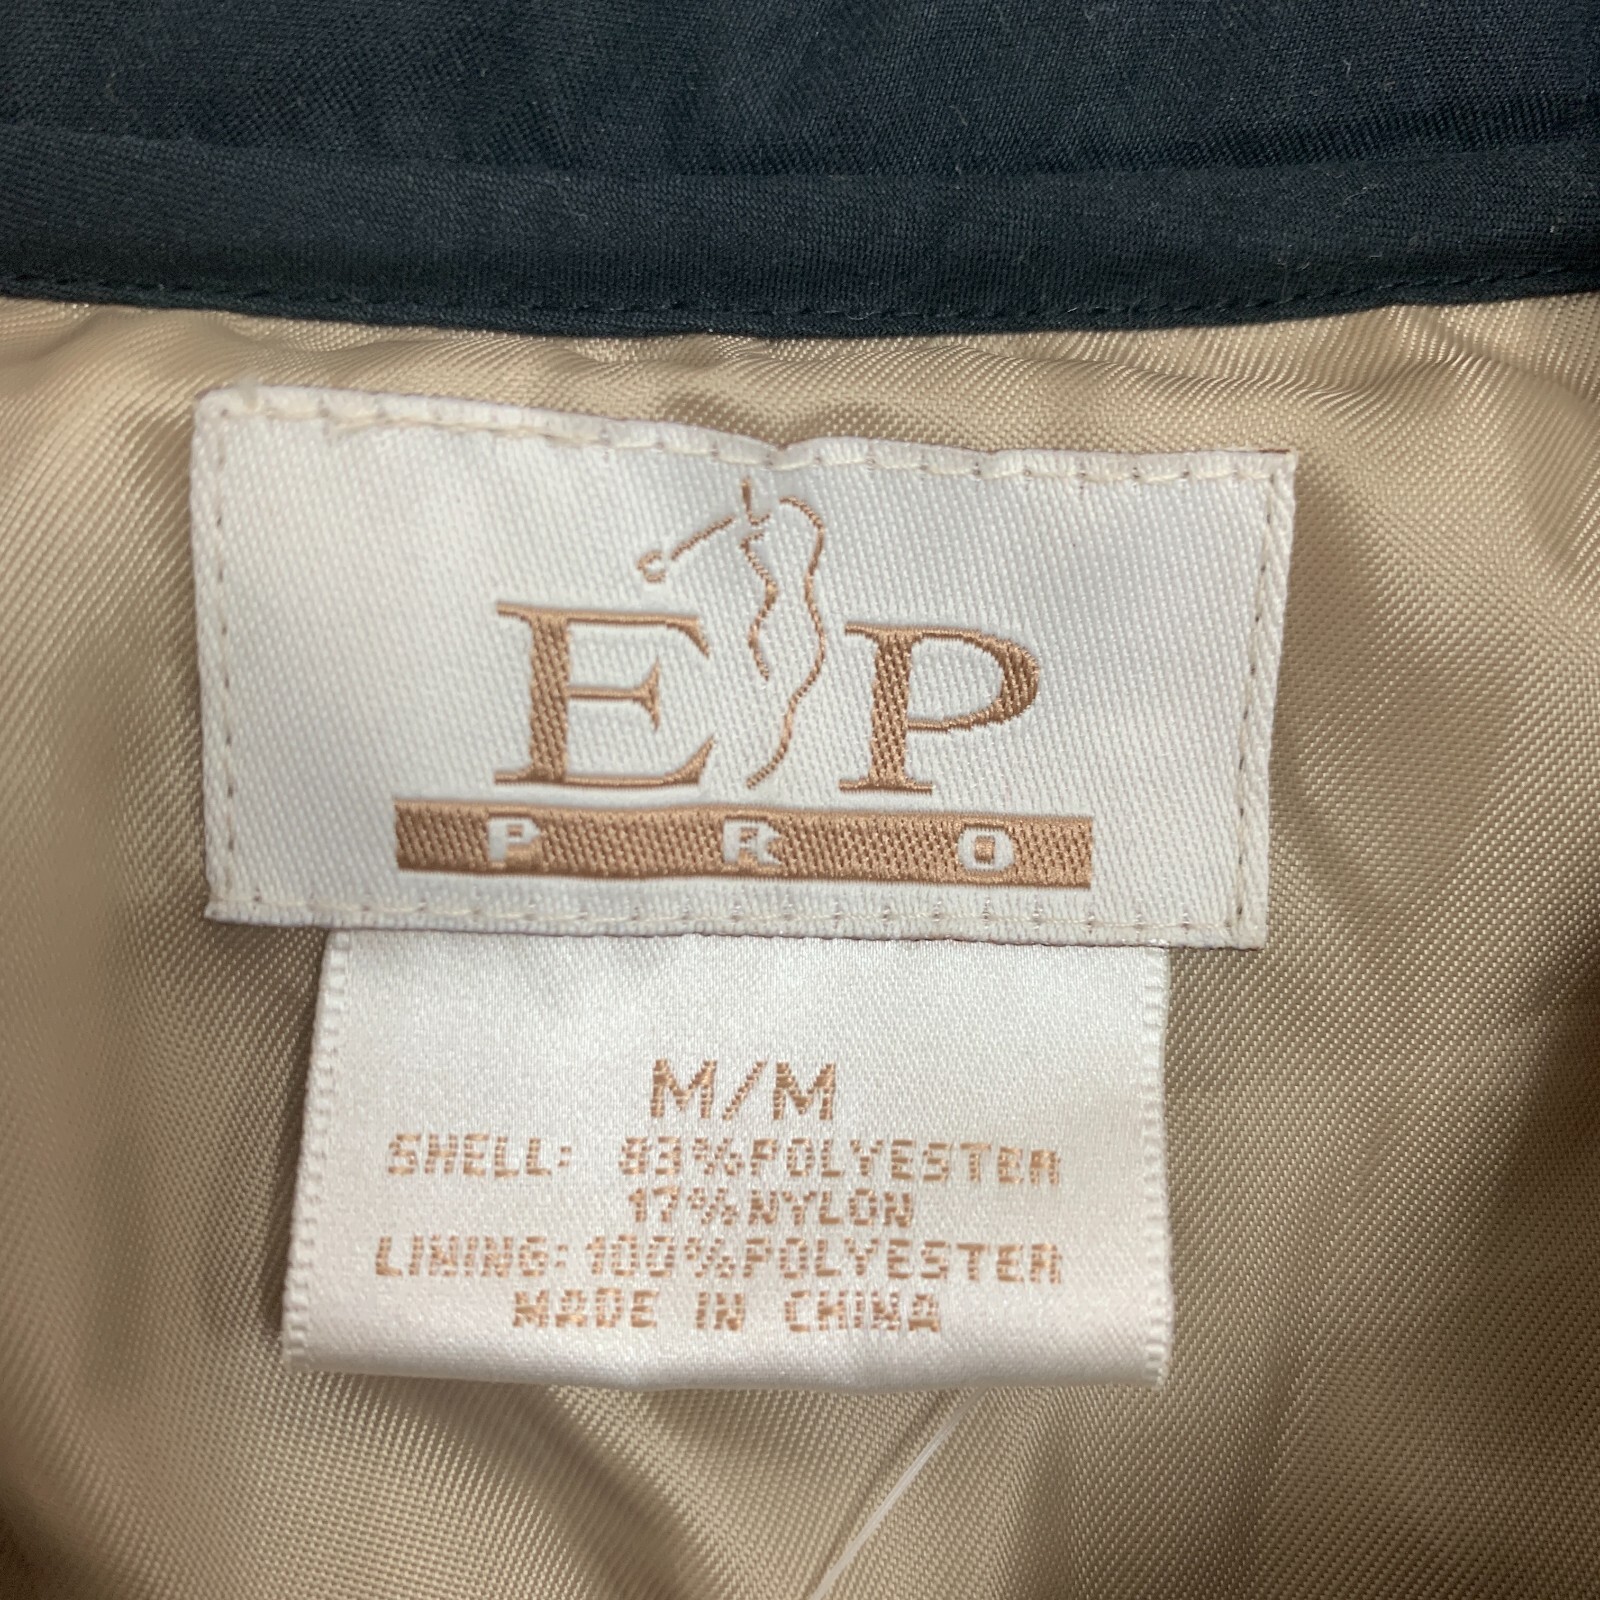 EP
PRO
M/M
SHELL: 83%POLYESTER
17%NYLON
LINING:100%POLYESTER
MADE IN CHINA